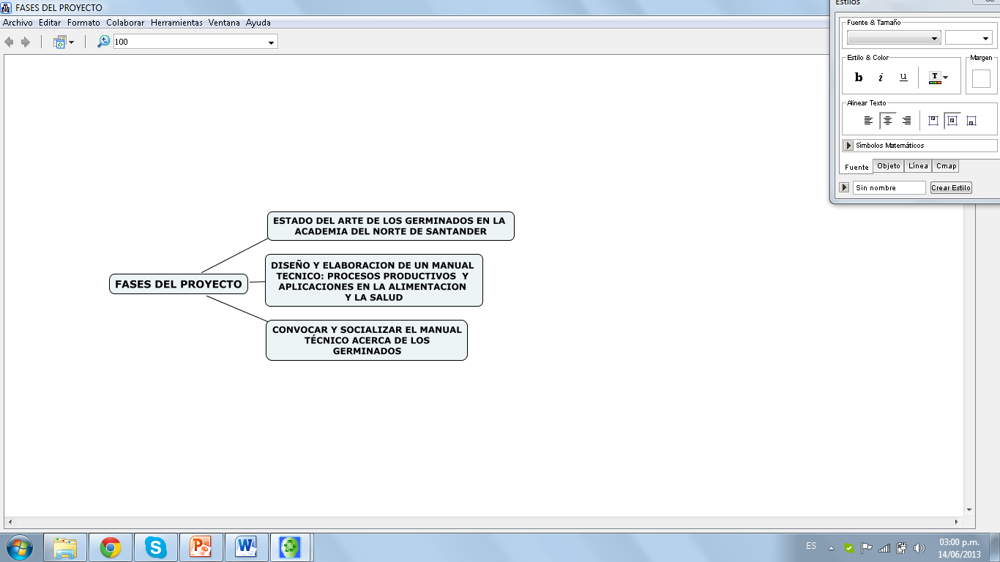 FASES DEL PROYECTO
Archivo Editar Formato Colaborar Herramientas Ventana Ayuda
100
Estilos
Fuente & Tamaño
Estilo & Color
Margen
b i u T
Alinear Texto
Símbolos Matemáticos
Fuente Objeto Línea Cmap
Sin nombre
Crear Estilo
ESTADO DEL ARTE DE LOS GERMINADOS EN LA
ACADEMIA DEL NORTE DE SANTANDER
FASES DEL PROYECTO
DISEÑO Y ELABORACION DE UN MANUAL
TECNICO: PROCESOS PRODUCTIVOS  Y
APLICACIONES EN LA ALIMENTACION
Y LA SALUD
CONVOCAR Y SOCIALIZAR EL MANUAL
TÉCNICO ACERCA DE LOS
GERMINADOS
ES
03:00 p.m.
14/06/2013